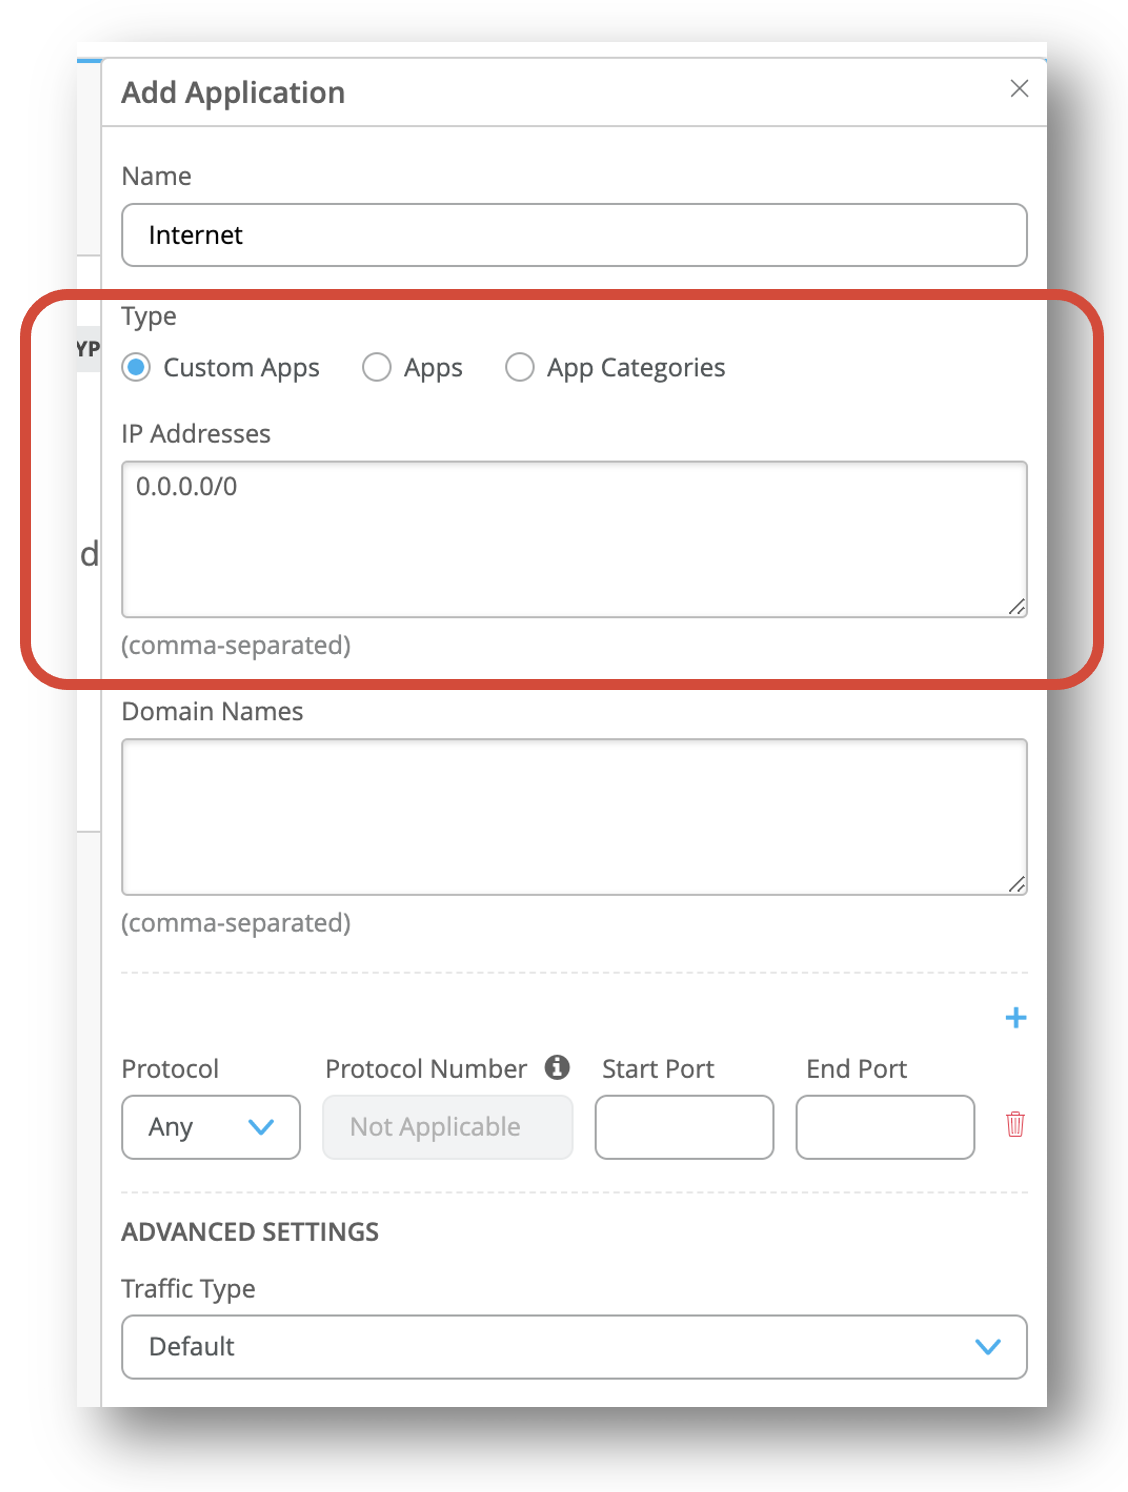 Add Application
Name
Internet
Type
YP
Custom Apps Apps App Categories
IP Addresses
0.0.0.0/0
d
(comma-separated)
Domain Names
(comma-separated)
Protocol Protocol Number Start Port End Port
Any Not Applicable
ADVANCED SETTINGS
Traffic Type
Default